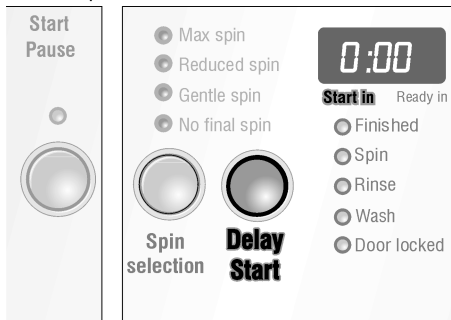 Start
Pause
Max spin
Reduced spin
Gentle spin
No final spin
Spin
selection
Delay
Start
0:00
Start in Ready in
Finished
Spin
Rinse
Wash
Door locked